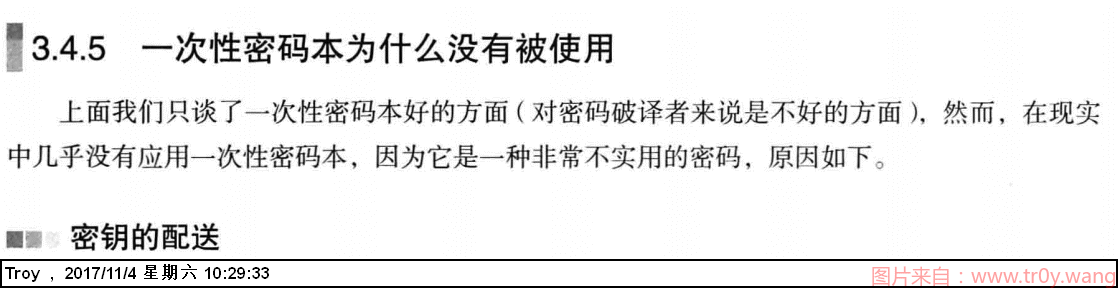 3.4.5 一次性密码本为什么没有被使用
上面我们只谈了一次性密码本好的方面（对密码破译者来说是不好的方面），然而，在现实
中几乎没有应用一次性密码本，因为它是一种非常不实用的密码，原因如下。
密钥的配送
Troy , 2017/11/4 星期六 10:29:33
图片来自：www.tr0y.wang